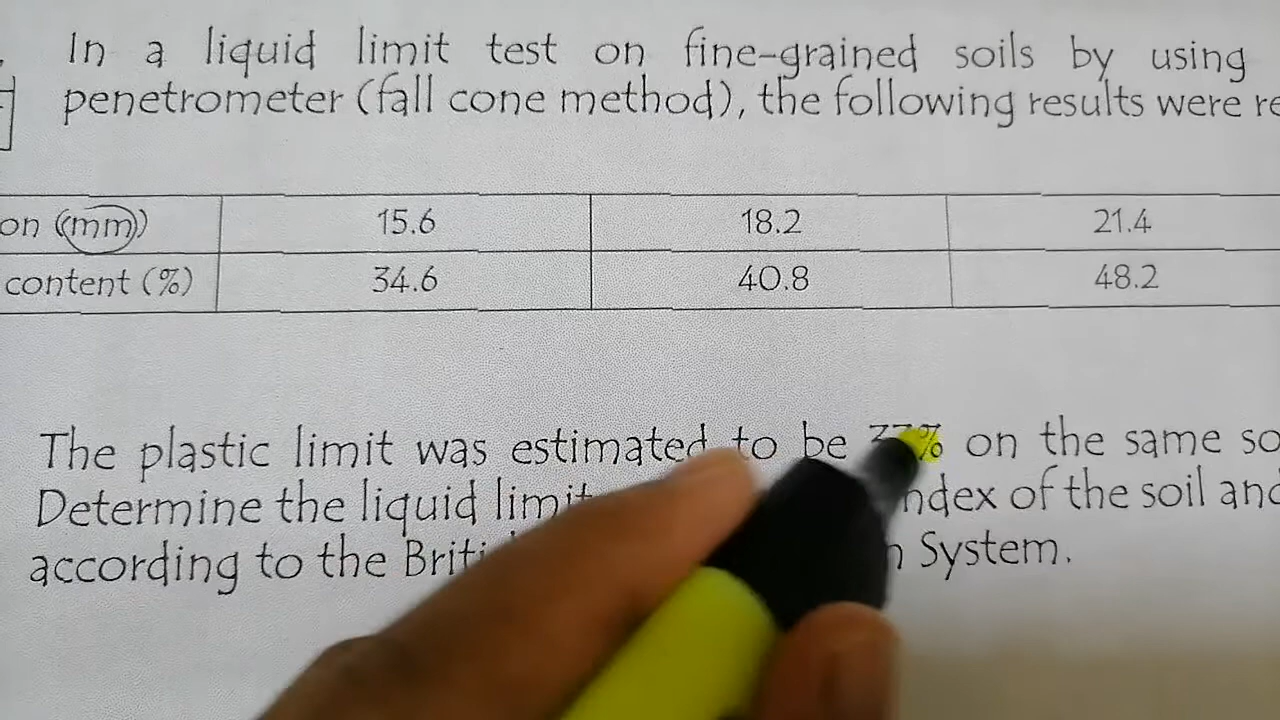 In a liquid limit test on fine-grained soils by using
penetrometer (fall cone method), the following results were re
on (mm) 15.6 18.2 21.4
content (%) 34.6 40.8 48.2
The plastic limit was estimated to be % on the same so
Determine the liquid limit ndex of the soil and
according to the Briti System.